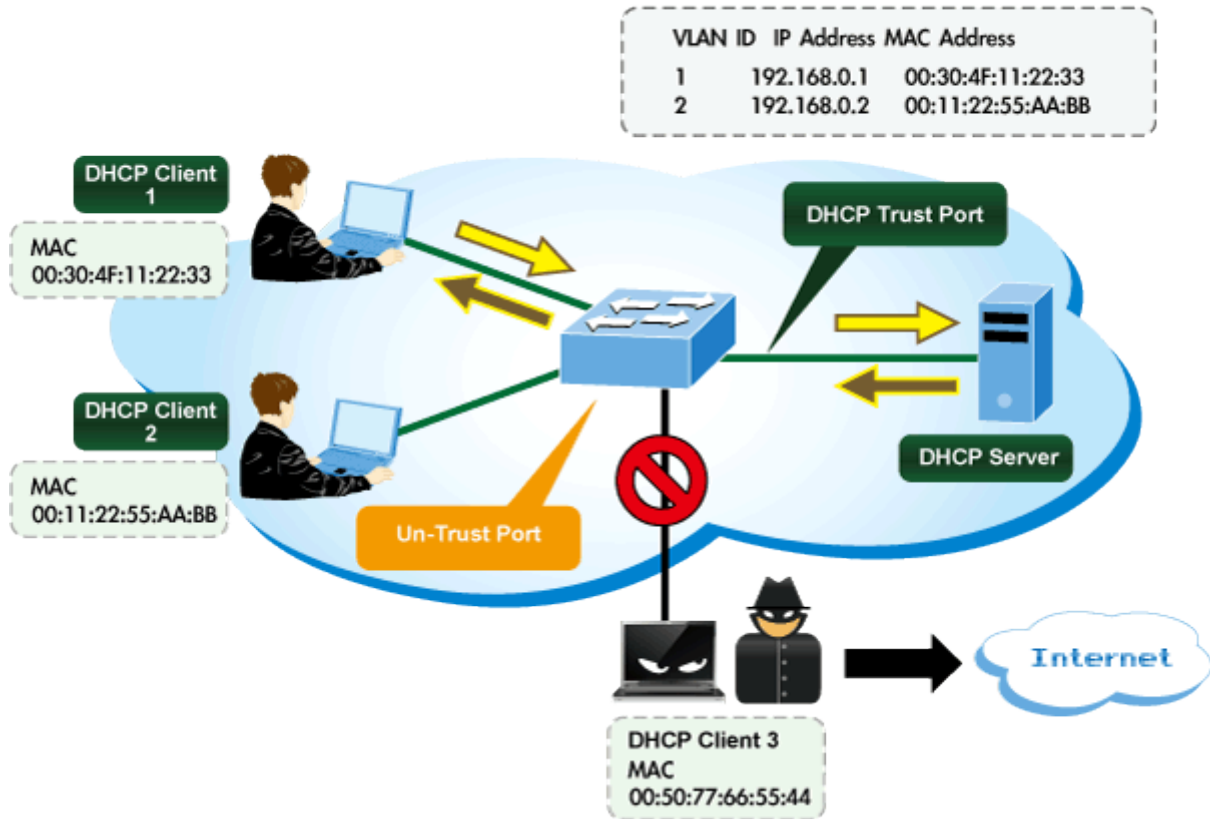 VLAN ID IP Address MAC Address
1 192.168.0.1 00:30:4F:11:22:33
2 192.168.0.2 00:11:22:55:AA:BB
DHCP Client
1
MAC
00:30:4F:11:22:33
DHCP Trust Port
DHCP Client
2
MAC
00:11:22:55:AA:BB
DHCP Server
Un-Trust Port
Internet
DHCP Client 3
MAC
00:50:77:66:55:44